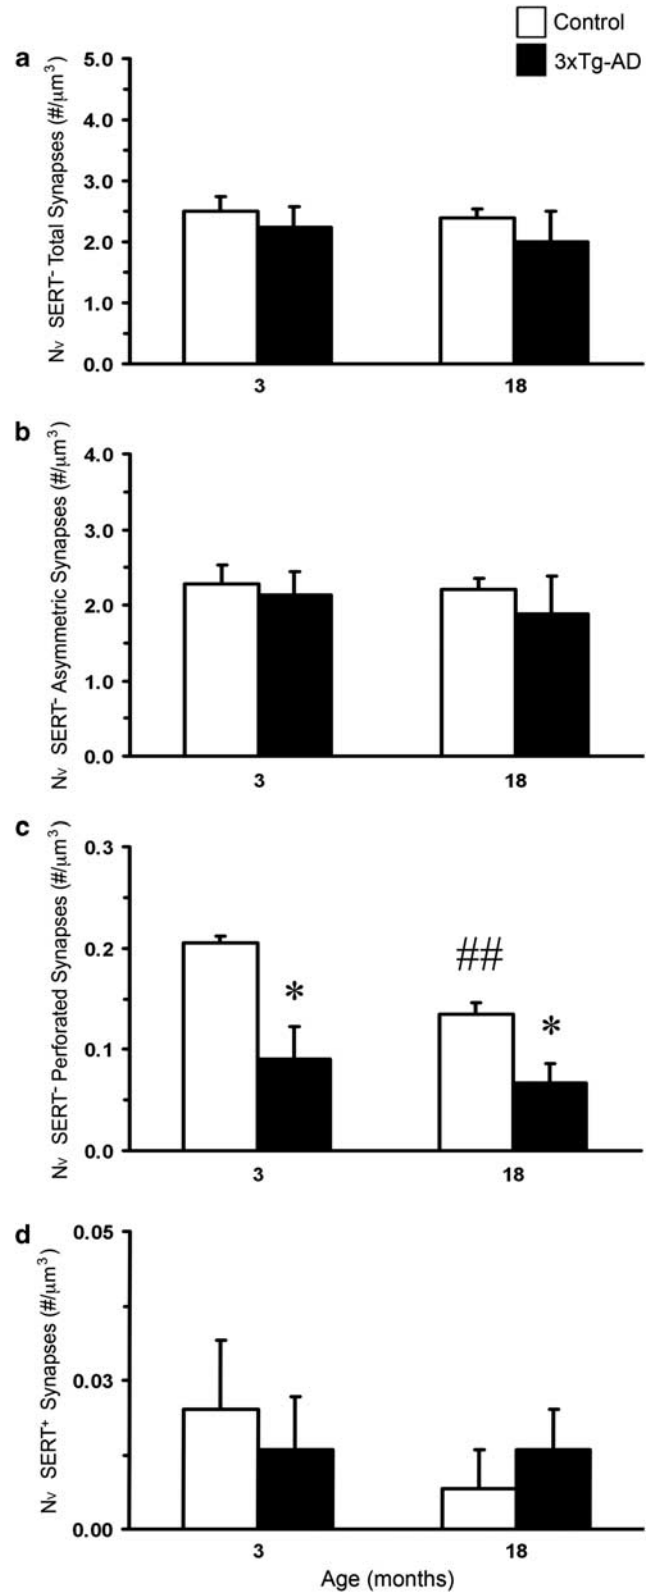 Control
3xTg-AD
a
Nv SERT- Total Synapses (#/µm³)
5.0
4.0
3.0
2.0
1.0
0.0
3 18
b
Nv SERT- Asymmetric Synapses (#/µm³)
4.0
3.0
2.0
1.0
0.0
3 18
c
Nv SERT- Perforated Synapses (#/µm³)
0.3
0.2
0.1
0.0
*
##
*
3 18
d
Nv SERT+ Synapses (#/µm³)
0.05
0.03
0.00
3 18
Age (months)